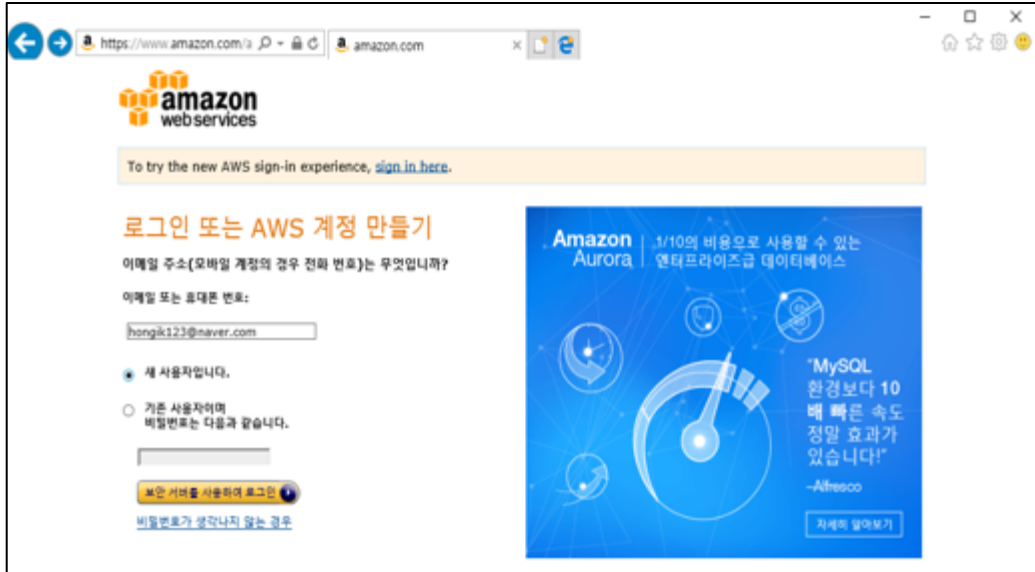 https://www.amazon.com/a
amazon.com
amazon
webservices
To try the new AWS sign-in experience, sign in here.
로그인 또는 AWS 계정 만들기
이메일 주소(모바일 계정의 경우 전화 번호)는 무엇입니까?
이메일 또는 휴대폰 번호:
hongik123@naver.com
새 사용자입니다.
기존 사용자이며
비밀번호는 다음과 같습니다.
보안 서버를 사용하여 로그인
비밀번호가 생각나지 않는 경우
Amazon
Aurora
1/10의 비용으로 사용할 수 있는
엔터프라이즈급 데이터베이스
"MySQL
환경보다 10
배 빠른 속도
정말 효과가
있습니다!"
–Alfresco
자세히 알아보기